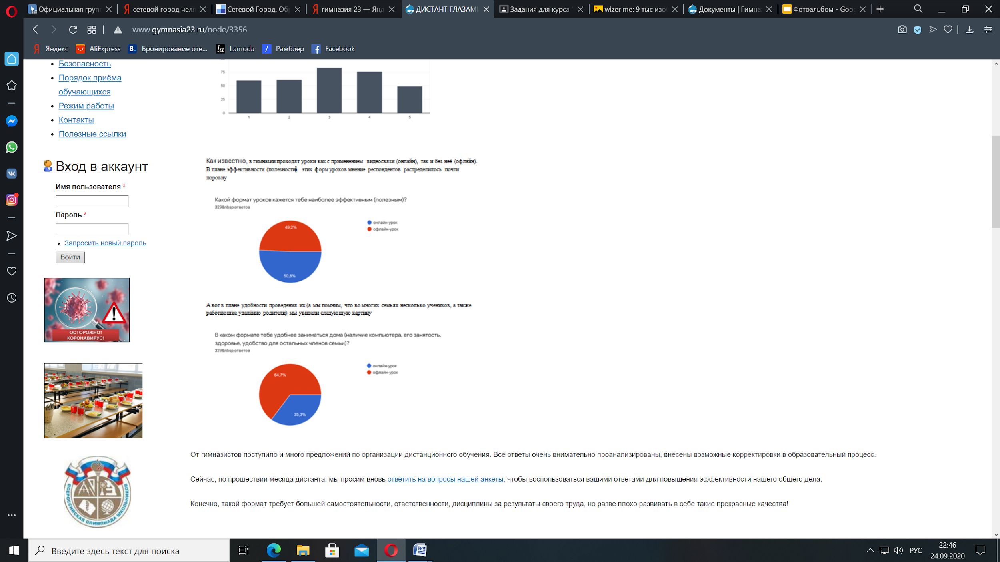 Официальная груп
сетевой город челя
Сетевой Город. Об
гимназия 23 — Янд
ДИСТАНТ ГЛАЗАМИ
Задания для курса "
wizer me: 9 тыс изоб
Документы | Гимна
Фотоальбом - Goog
www.gymnasia23.ru/node/3356
Яндекс
AliExpress
Бронирование оте...
Lamoda
Рамблер
Facebook
Безопасность
Порядок приёма
обучающихся
Режим работы
Контакты
Полезные ссылки
Вход в аккаунт
Имя пользователя *
Пароль *
Запросить новый пароль
Войти
ОСТОРОЖНО!
КОРОНАВИРУС!
ВСЕРОССИЙСКАЯ ОЛИМПИАДА ШКОЛЬНИКОВ
75
50
25
0
1 2 3 4 5
Как известно, в гимназии проходят уроки как с применением видеосвязи (онлайн), так и без неё (офлайн).
В плане эффективности (полезности) этих форм уроков мнение респондентов распределилось почти
поровну
Какой формат уроков кажется тебе наиболее эффективным (полезным)?
329&nbsp;ответов
онлайн-урок
офлайн-урок
49,2%
50,8%
А вот в плане удобности проведения их (а мы помним, что во многих семьях несколько учеников, а также
работающие удалённо родители) мы увидели следующую картину
В каком формате тебе удобнее заниматься дома (наличие компьютера, его занятость,
здоровье, удобство для остальных членов семьи)?
329&nbsp;ответов
онлайн-урок
офлайн-урок
64,7%
35,3%
От гимназистов поступило и много предложений по организации дистанционного обучения. Все ответы очень внимательно проанализированы, внесены возможные корректировки в образовательный процесс.
Сейчас, по прошествии месяца дистанта, мы просим вновь ответить на вопросы нашей анкеты, чтобы воспользоваться вашими ответами для повышения эффективности нашего общего дела.
Конечно, такой формат требует большей самостоятельности, ответственности, дисциплины за результаты своего труда, но разве плохо развивать в себе такие прекрасные качества!
Введите здесь текст для поиска
РУС
22:46
24.09.2020